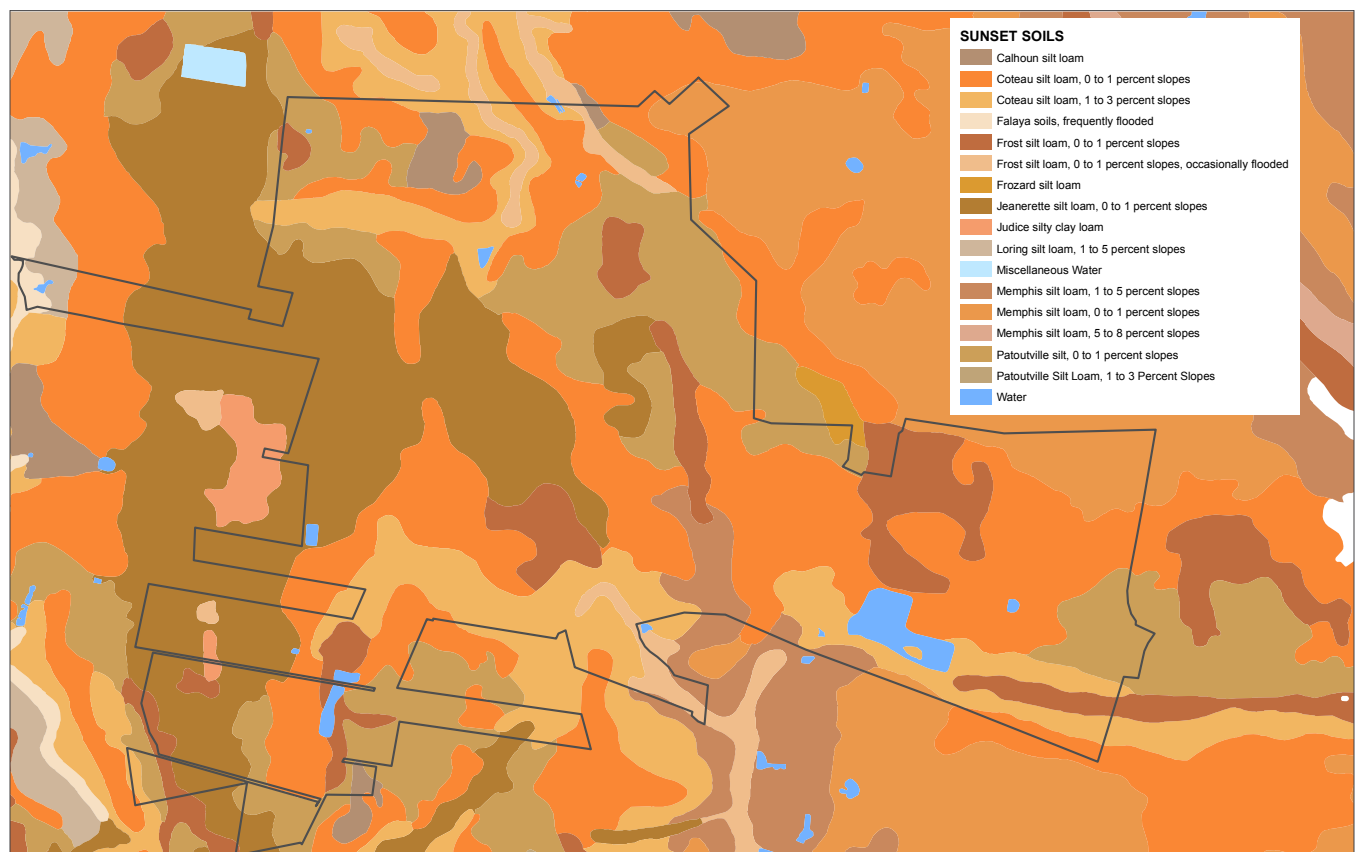 SUNSET SOILS
Calhoun silt loam
Coteau silt loam, 0 to 1 percent slopes
Coteau silt loam, 1 to 3 percent slopes
Falaya soils, frequently flooded
Frost silt loam, 0 to 1 percent slopes
Frost silt loam, 0 to 1 percent slopes, occasionally flooded
Frozard silt loam
Jeanerette silt loam, 0 to 1 percent slopes
Judice silty clay loam
Loring silt loam, 1 to 5 percent slopes
Miscellaneous Water
Memphis silt loam, 1 to 5 percent slopes
Memphis silt loam, 0 to 1 percent slopes
Memphis silt loam, 5 to 8 percent slopes
Patoutville silt, 0 to 1 percent slopes
Patoutville Silt Loam, 1 to 3 Percent Slopes
Water